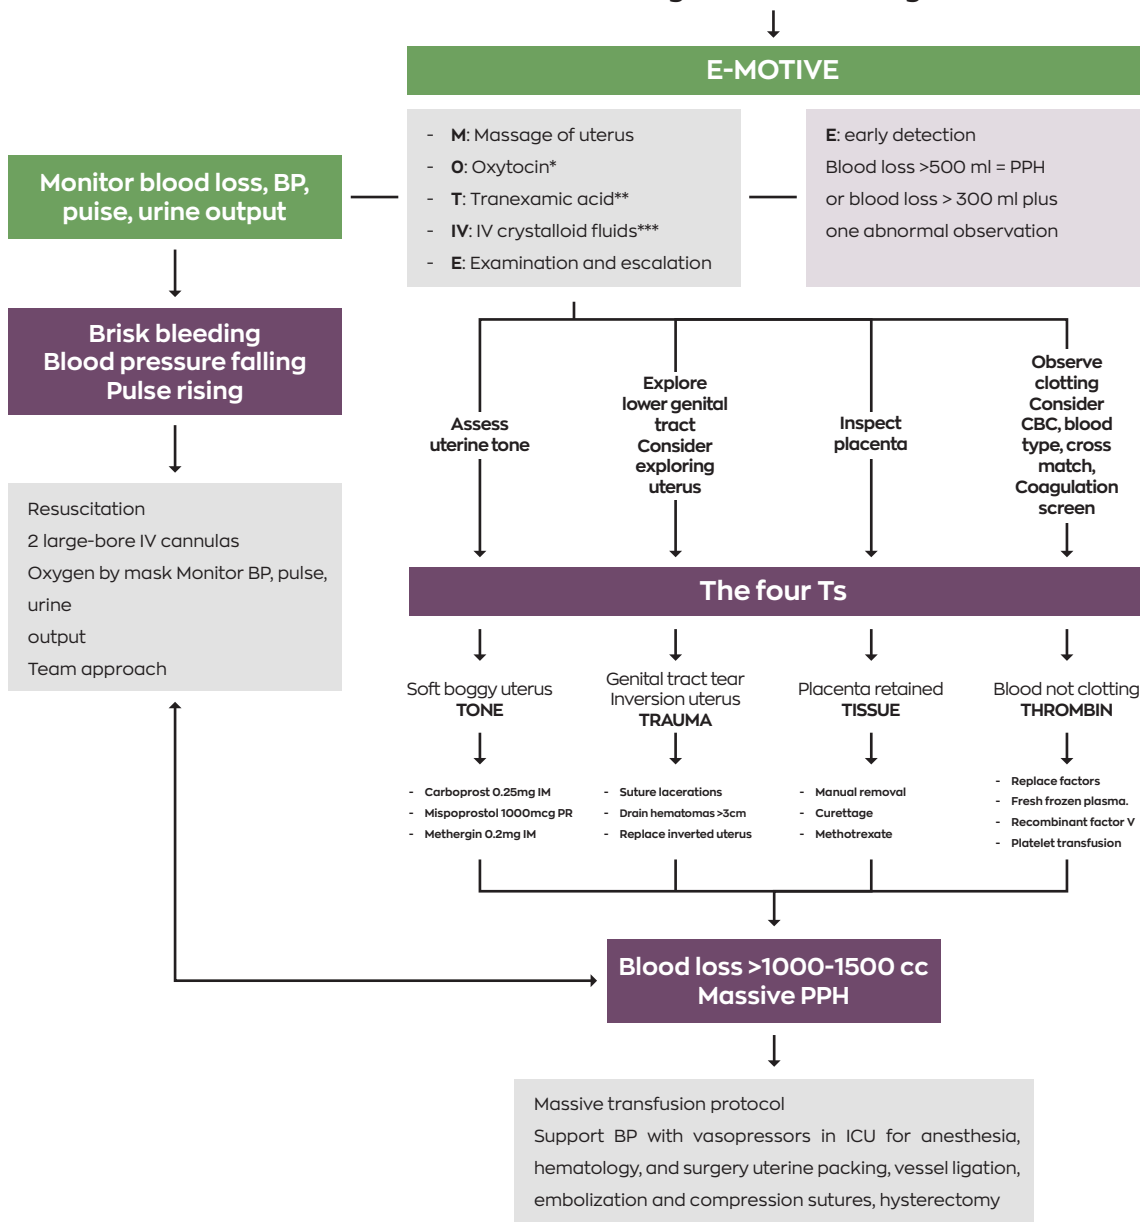 E-MOTIVE
- M: Massage of uterus
- O: Oxytocin*
- T: Tranexamic acid**
- IV: IV crystalloid fluids***
- E: Examination and escalation
E: early detection
Blood loss >500 ml = PPH
or blood loss > 300 ml plus
one abnormal observation
Monitor blood loss, BP,
puise, urine output
Brisk bleeding
Blood pressure falling
Pulse rising
Resuscitation
2 large-bore IV cannulas
Oxygen by mask Monitor BP, pulse,
urine
output
Team approach
Assess
uterine tone
Explore
lower genital
tract
Consider
exploring
uterus
Inspect
placenta
Observe
clotting
Consider
CBC, blood
type, cross
match,
Coagulation
screen
The four Ts
Soft boggy uterus
TONE
Genital tract tear
Inversion uterus
TRAUMA
Placenta retained
TISSUE
Blood not clotting
THROMBIN
- Carboprost 0.25mg IM
- Mispoprostol 1000mcg PR
- Methergin 0.2mg IM
- Suture lacerations
- Drain hematomas >3cm
- Replace inverted uterus
- Manual removal
- Curettage
- Methotrexate
- Replace factors
- Fresh frozen plasma.
- Recombinant factor V
- Platelet transfusion
Blood loss >1000-1500 cc
Massive PPH
Massive transfusion protocol
Support BP with vasopressors in ICU for anesthesia,
hematology, and surgery uterine packing, vessel ligation,
embolization and compression sutures, hysterectomy